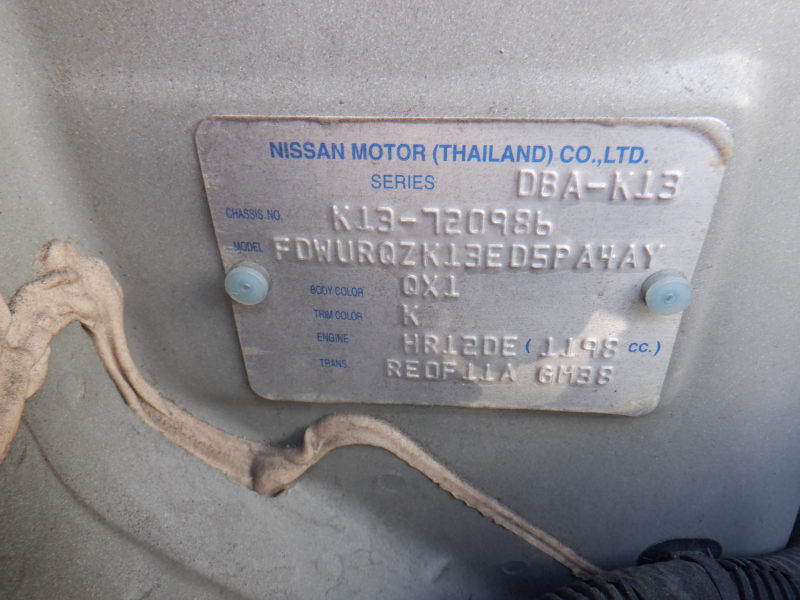 NISSAN MOTOR (THAILAND) CO.,LTD.
SERIES DBA-K13
CHASSIS NO. K13-720986
MODEL FDWURQZK13ED5PA4AY
BODY COLOR QX1
TRIM COLOR K
ENGINE HR12DE (1198 CC.)
TRANS. RE0F11A GM38